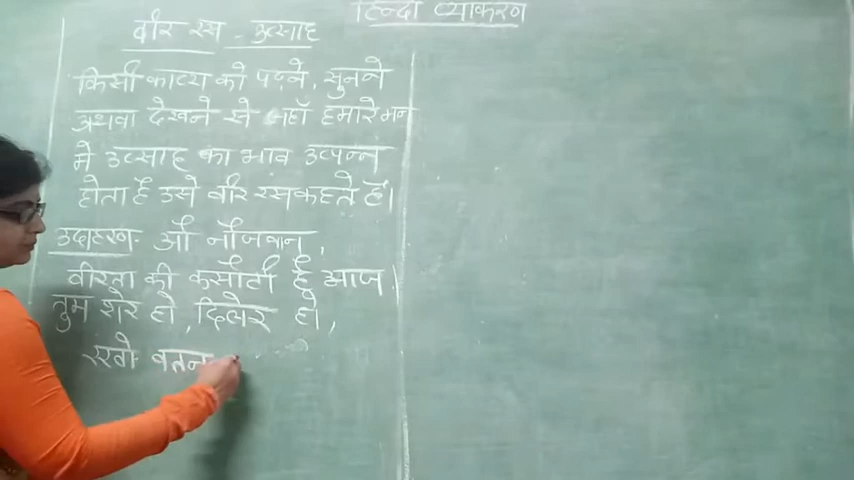 हिन्दी व्याकरण
वीर रस - उत्साह
किसी काव्य को पढ़ने, सुनने
अथवा देखने से जहाँ हमारे मन
मे उत्साह का भाव उत्पन्न
होता है उसे वीर रस कहते हैं।
उदाहरण- ओ नौजवान,
वीरता की कसौटी है आज,
तुम शेर हो, दिलेर हो,
रखो वतन